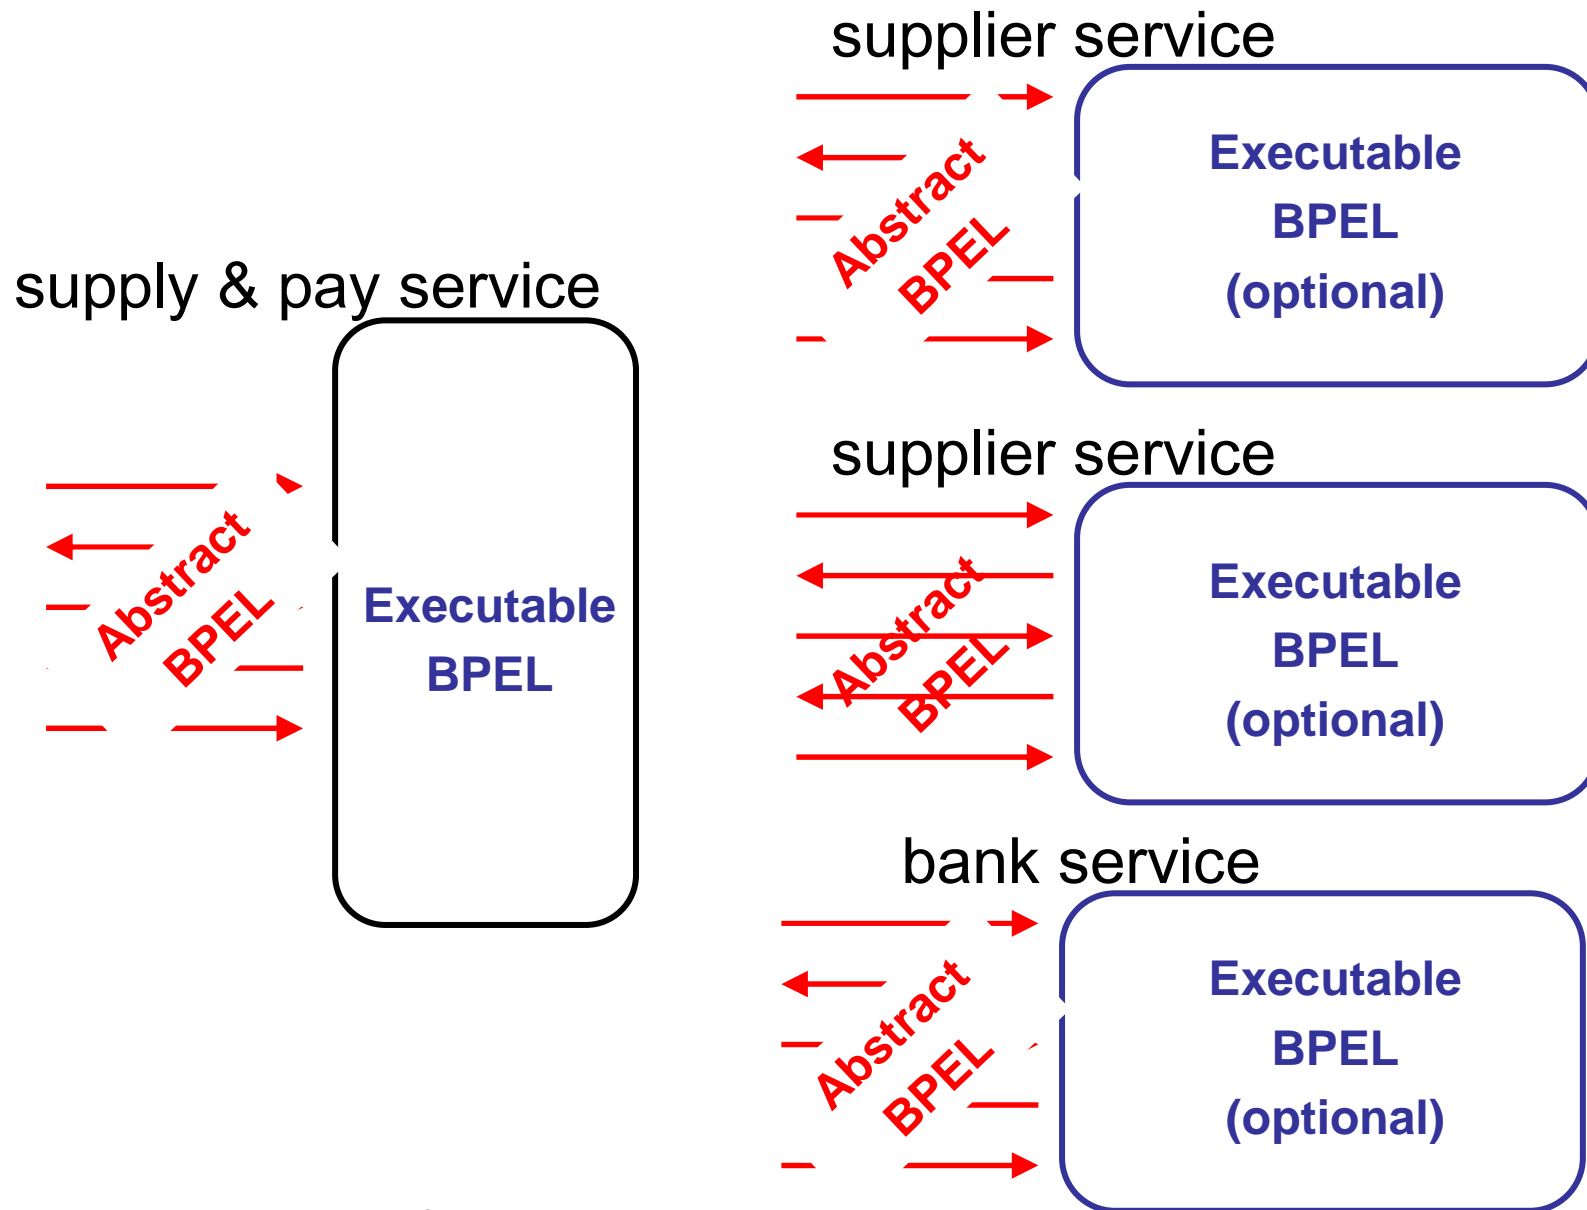 supplier service
Abstract
BPEL
Executable
BPEL
(optional)
supply & pay service
Abstract
BPEL
Executable
BPEL
supplier service
Abstract
BPEL
Executable
BPEL
(optional)
bank service
Abstract
BPEL
Executable
BPEL
(optional)